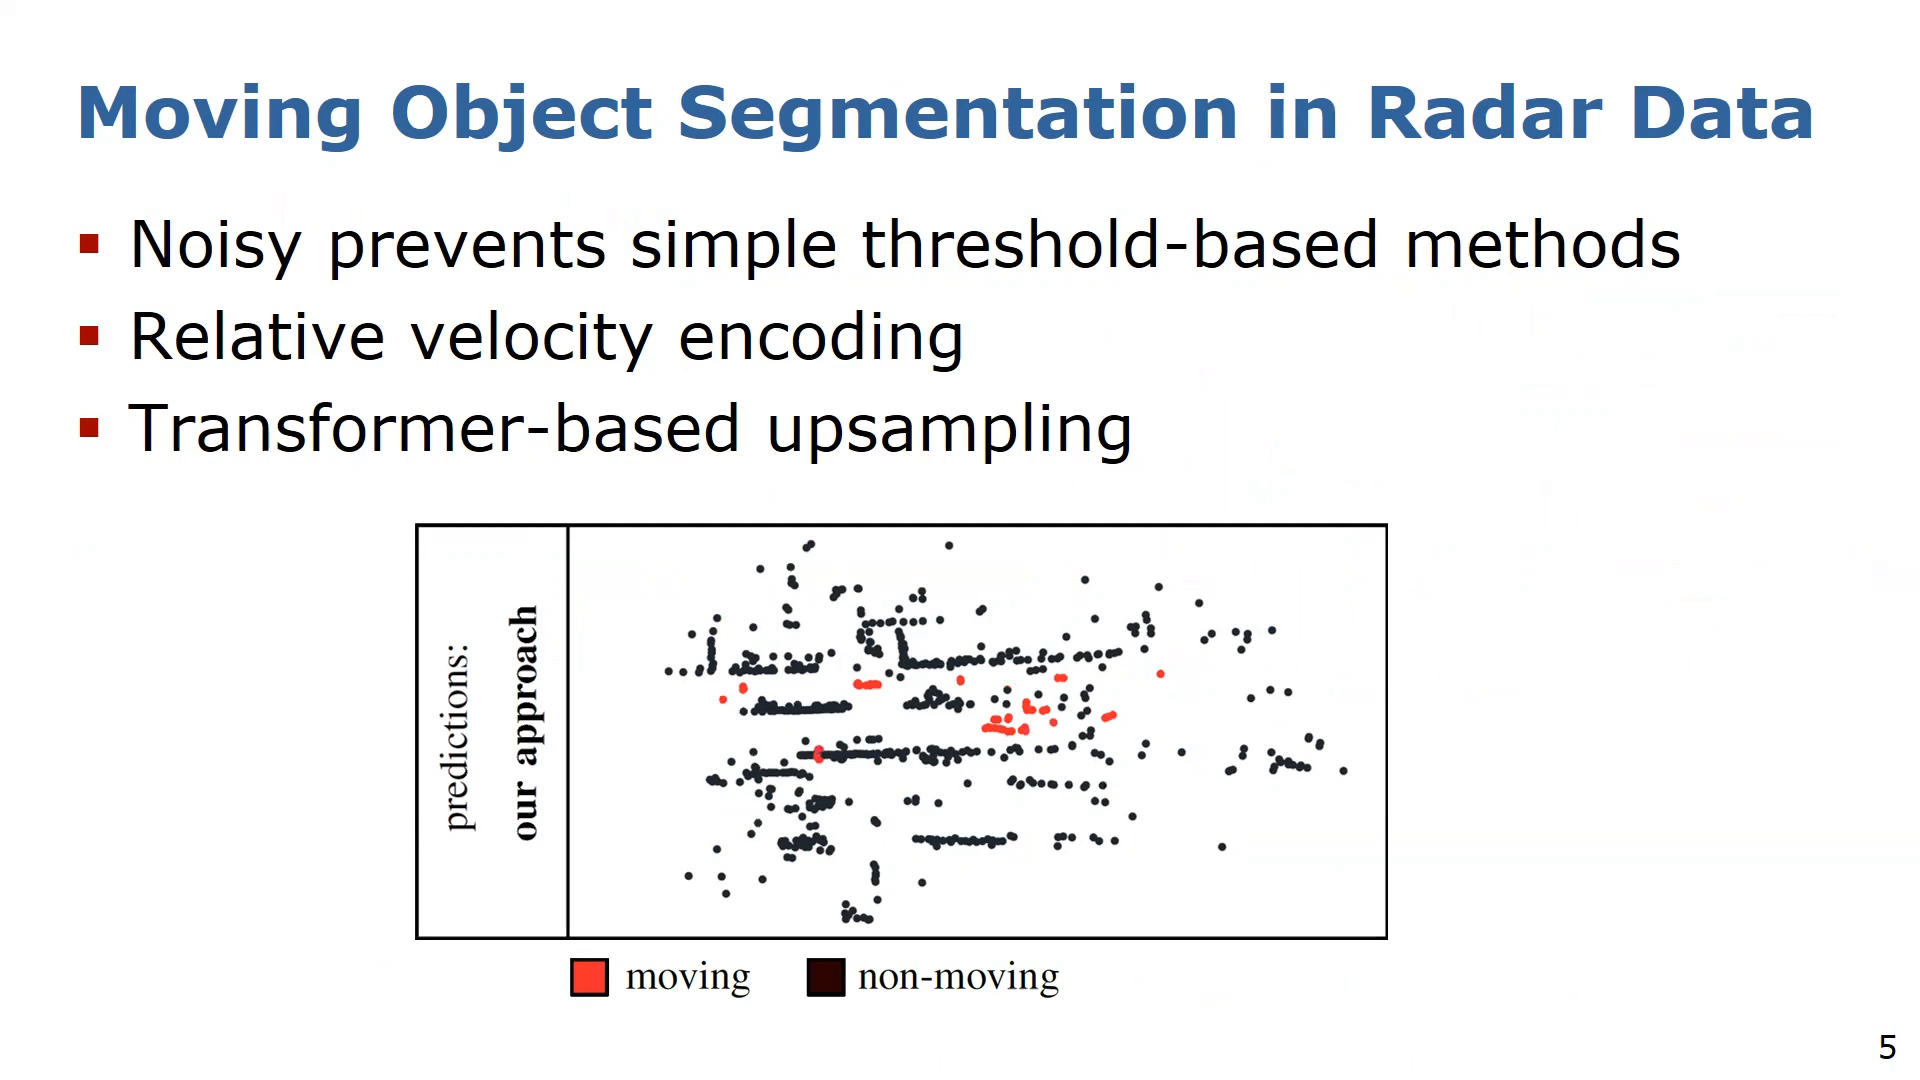 Moving Object Segmentation in Radar Data
Noisy prevents simple threshold-based methods
Relative velocity encoding
Transformer-based upsampling
predictions:
our approach
moving
non-moving
5